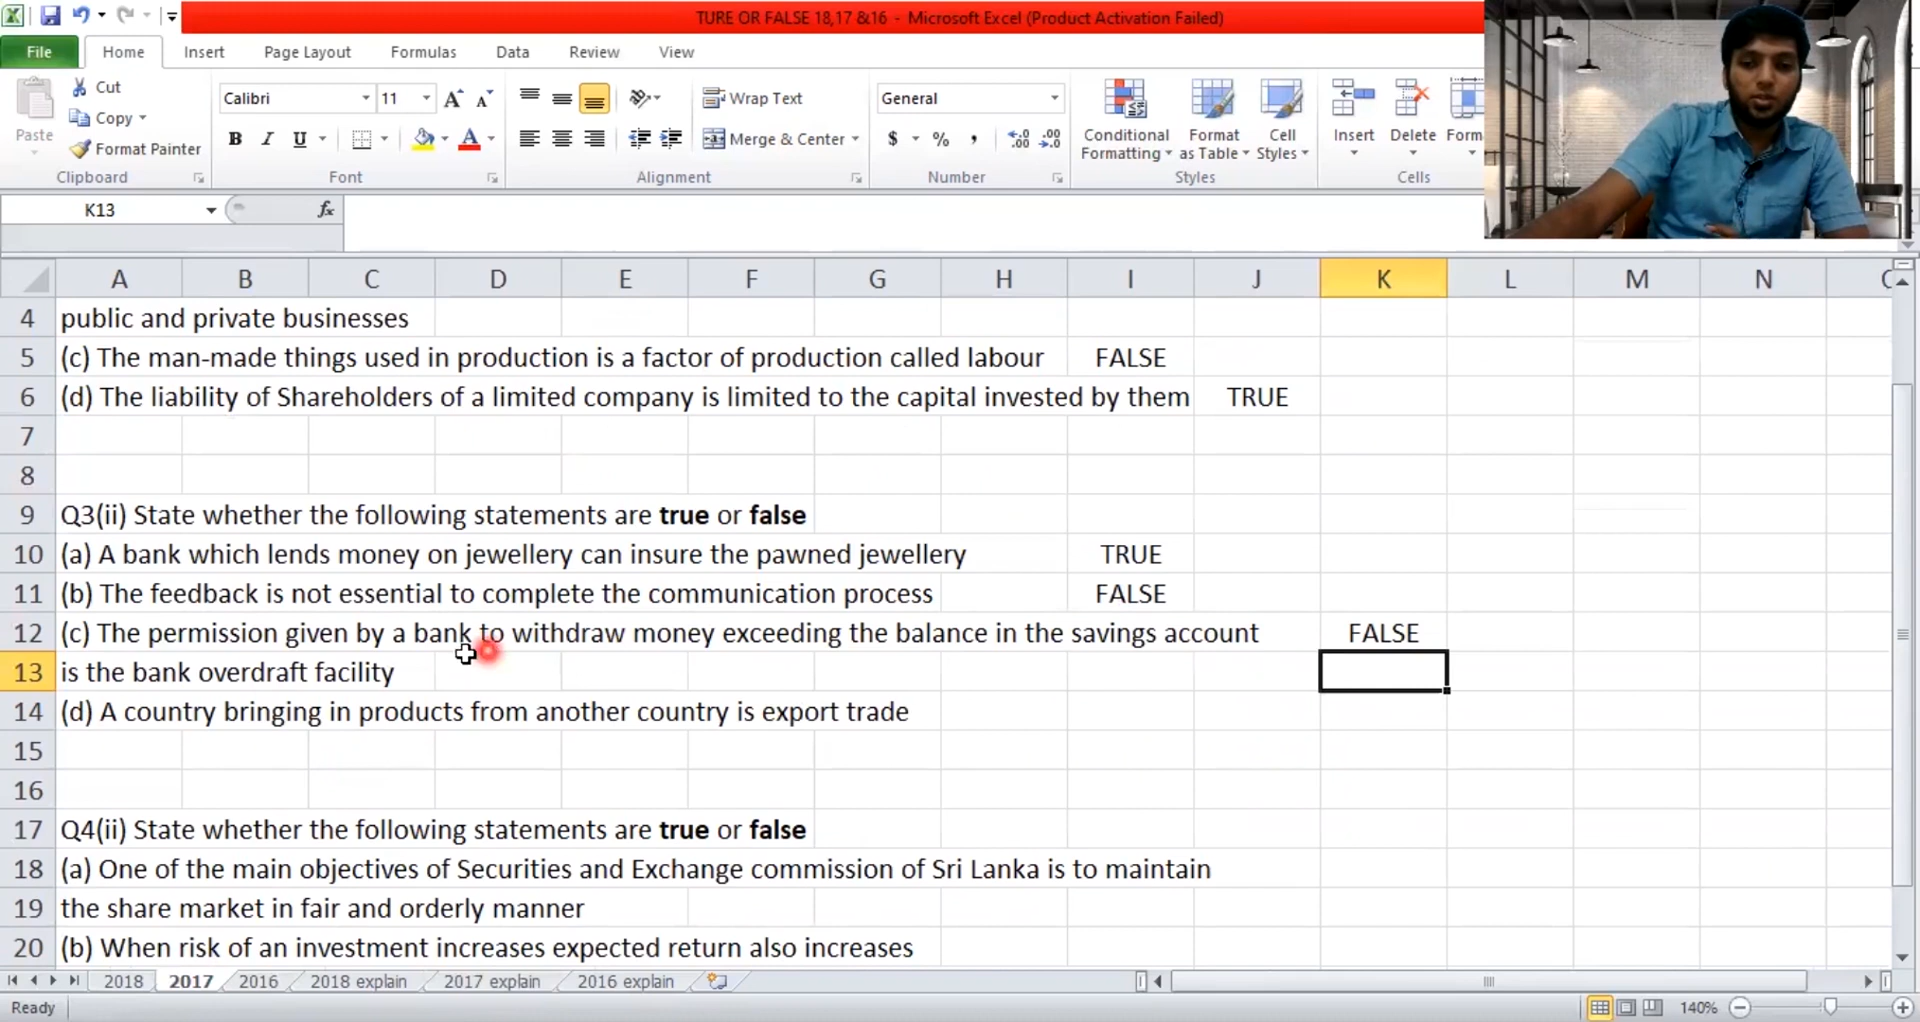 TURE OR FALSE 18,17 &16 - Microsoft Excel (Product Activation Failed)
File Home Insert Page Layout Formulas Data Review View
Cut
Copy
Format Painter
Paste
Clipboard
Calibri 11
B I U
Font
Wrap Text
Merge & Center
Alignment
General
$ % ,
Number
Conditional Formatting
Format as Table
Cell Styles
Styles
Insert Delete Form
Cells
K13 fx
A B C D E F G H I J K L M N
4 public and private businesses
5 (c) The man-made things used in production is a factor of production called labour FALSE
6 (d) The liability of Shareholders of a limited company is limited to the capital invested by them TRUE
7
8
9 Q3(ii) State whether the following statements are true or false
10 (a) A bank which lends money on jewellery can insure the pawned jewellery TRUE
11 (b) The feedback is not essential to complete the communication process FALSE
12 (c) The permission given by a bank to withdraw money exceeding the balance in the savings account FALSE
13 is the bank overdraft facility
14 (d) A country bringing in products from another country is export trade
15
16
17 Q4(ii) State whether the following statements are true or false
18 (a) One of the main objectives of Securities and Exchange commission of Sri Lanka is to maintain
19 the share market in fair and orderly manner
20 (b) When risk of an investment increases expected return also increases
2018 2017 2016 2018 explain 2017 explain 2016 explain
Ready 140%